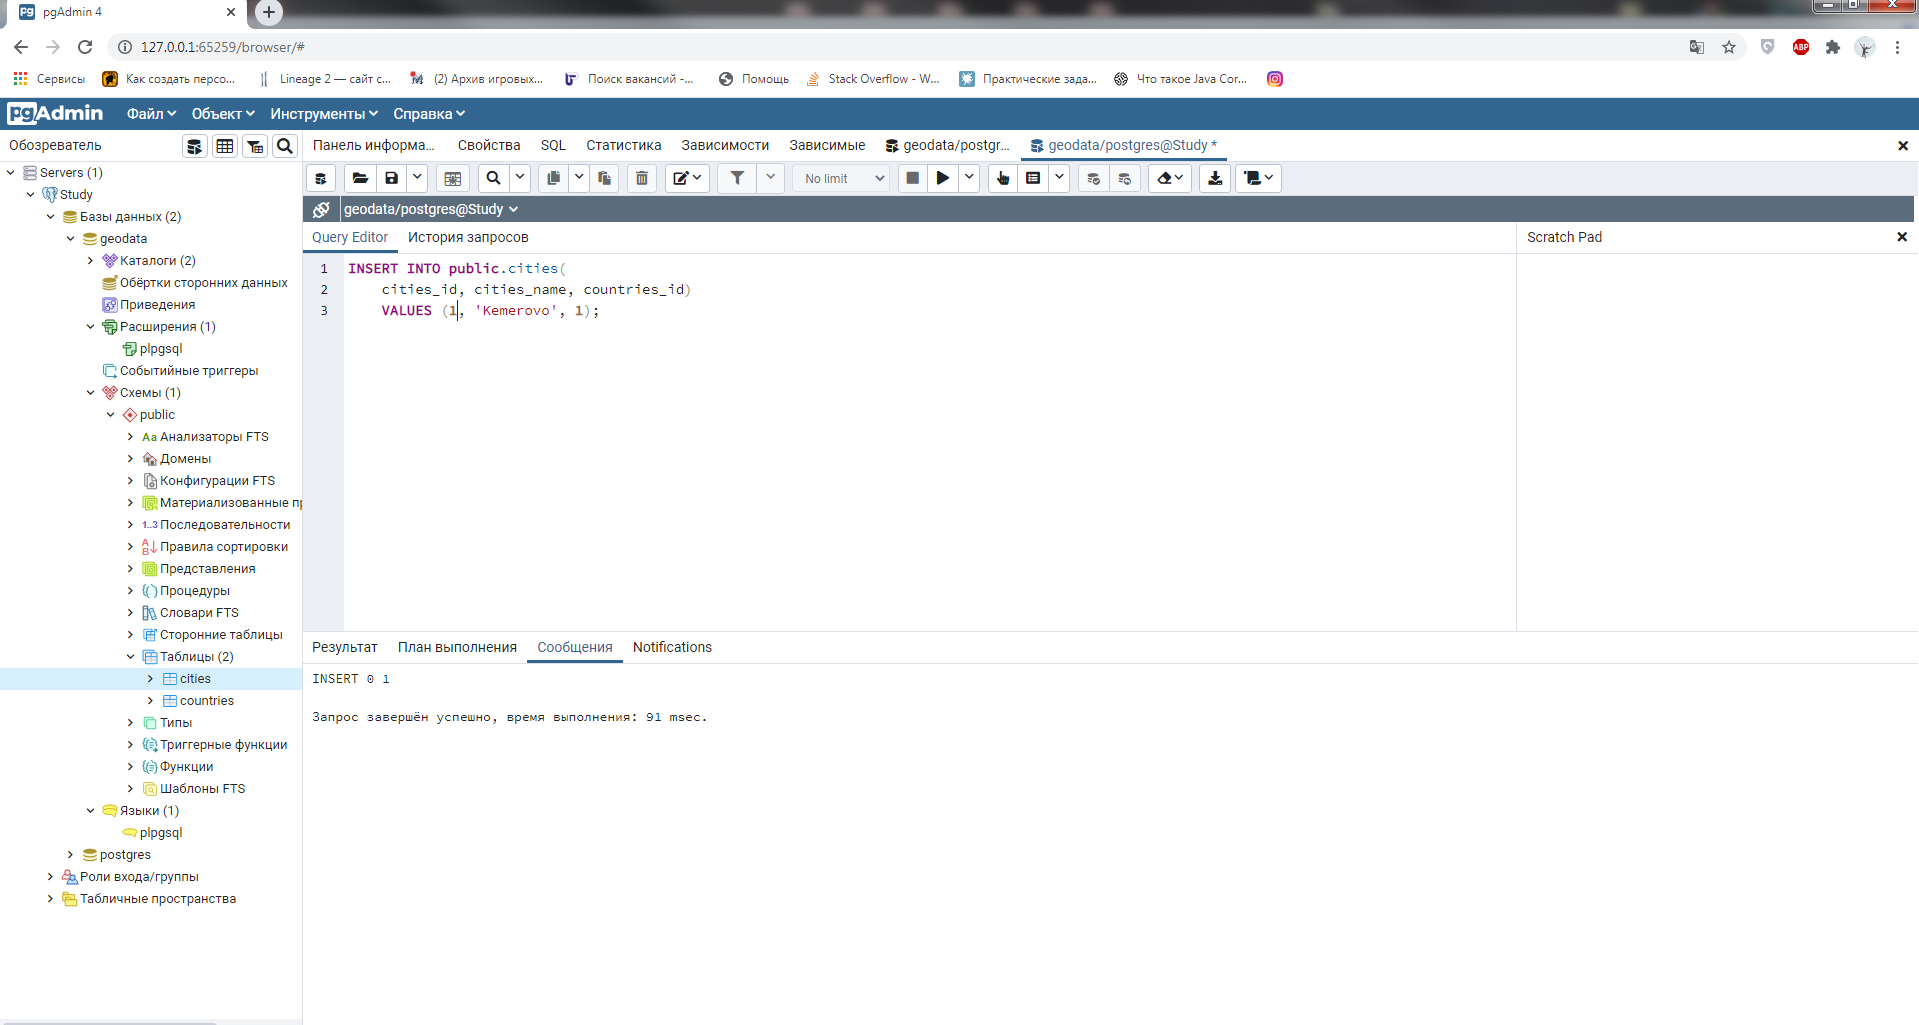 pgAdmin 4
127.0.0.1:65259/browser/#
Сервисы
Как создать персо...
Lineage 2 — сайт с...
(2) Архив игровых...
Поиск вакансий -...
Помощь
Stack Overflow - W...
Практические зада...
Что такое Java Cor...
pgAdmin
Файл
Объект
Инструменты
Справка
Обозреватель
Панель информа...
Свойства
SQL
Статистика
Зависимости
Зависимые
geodata/postgr...
geodata/postgres@Study *
No limit
geodata/postgres@Study
Query Editor
История запросов
Scratch Pad
1 INSERT INTO public.cities(
2 cities_id, cities_name, countries_id)
3 VALUES (1, 'Kemerovo', 1);
Servers (1)
Study
Базы данных (2)
geodata
Каталоги (2)
Обёртки сторонних данных
Приведения
Расширения (1)
plpgsql
Событийные триггеры
Схемы (1)
public
Анализаторы FTS
Домены
Конфигурации FTS
Материализованные пр
Последовательности
Правила сортировки
Представления
Процедуры
Словари FTS
Сторонние таблицы
Таблицы (2)
cities
countries
Типы
Триггерные функции
Функции
Шаблоны FTS
Языки (1)
plpgsql
postgres
Роли входа/группы
Табличные пространства
Результат
План выполнения
Сообщения
Notifications
INSERT 0 1
Запрос завершён успешно, время выполнения: 91 msec.